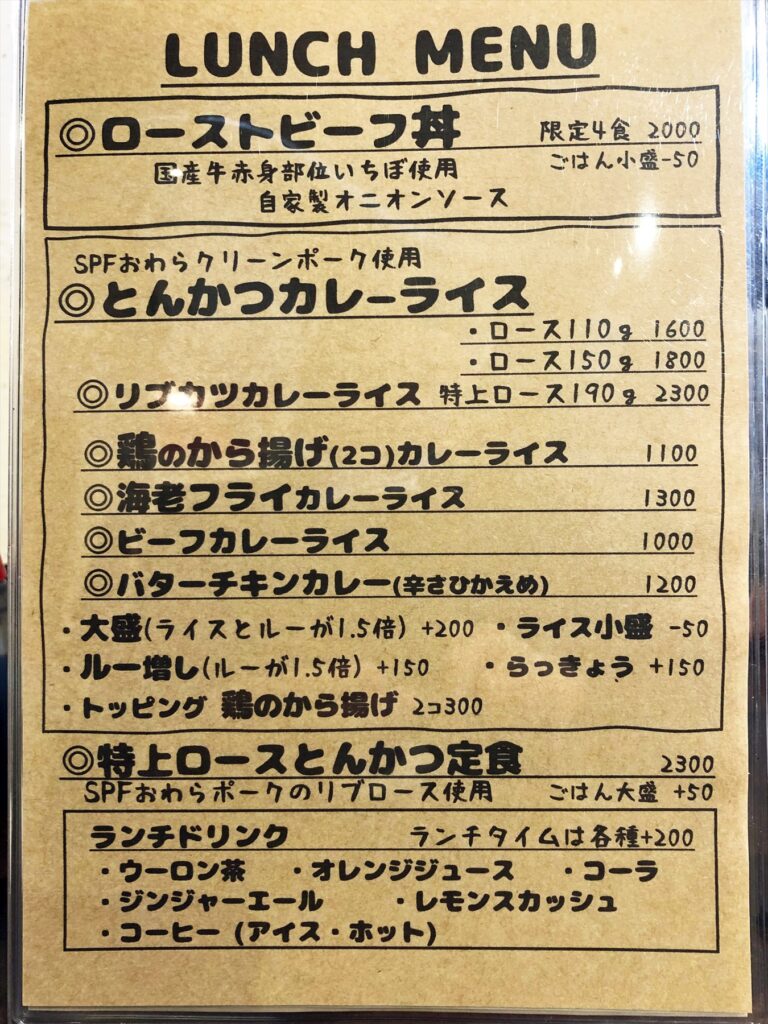 LUNCH MENU
◎ローストビーフ丼 限定4食 2000
国産牛赤身部位いちぼ使用 ごはん小盛-50
自家製オニオンソース
SPFおわらクリーンポーク使用
◎とんかつカレーライス
・ロース110g 1600
・ロース150g 1800
◎リブカツカレーライス 特上ロース190g 2300
◎鶏のから揚げ(2コ)カレーライス 1100
◎海老フライカレーライス 1300
◎ビーフカレーライス 1000
◎バターチキンカレー(辛さひかえめ) 1200
・大盛(ライスとルーが1.5倍) +200 ・ライス小盛 -50
・ルー増し(ルーが1.5倍) +150 ・らっきょう +150
・トッピング 鶏のから揚げ 2コ300
◎特上ロースとんかつ定食 2300
SPFおわらポークのリブロース使用 ごはん大盛 +50
ランチドリンク ランチタイムは各種+200
・ウーロン茶 ・オレンジジュース ・コーラ
・ジンジャーエール ・レモンスカッシュ
・コーヒー (アイス・ホット)